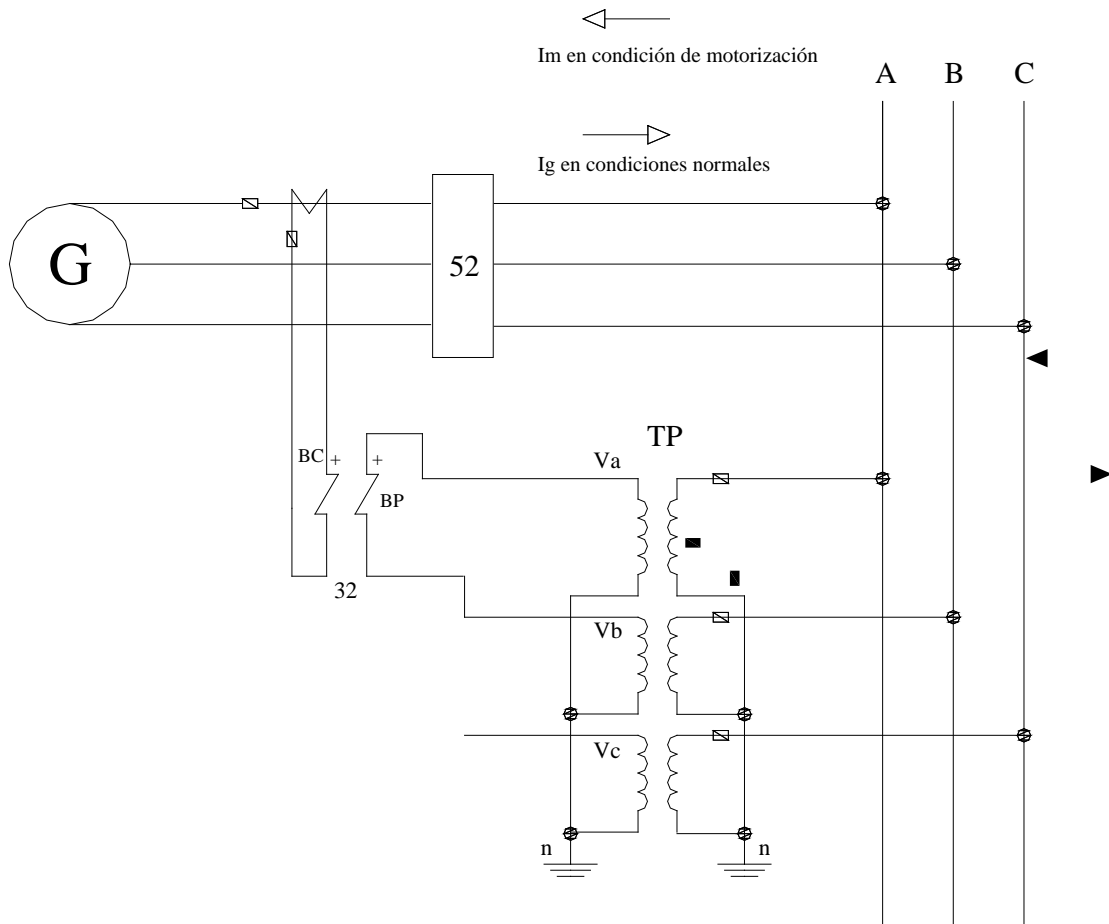 Im en condición de motorización
A B C
Ig en condiciones normales
G
52
TP
BC + +
Va
BP
32
Vb
Vc
n n